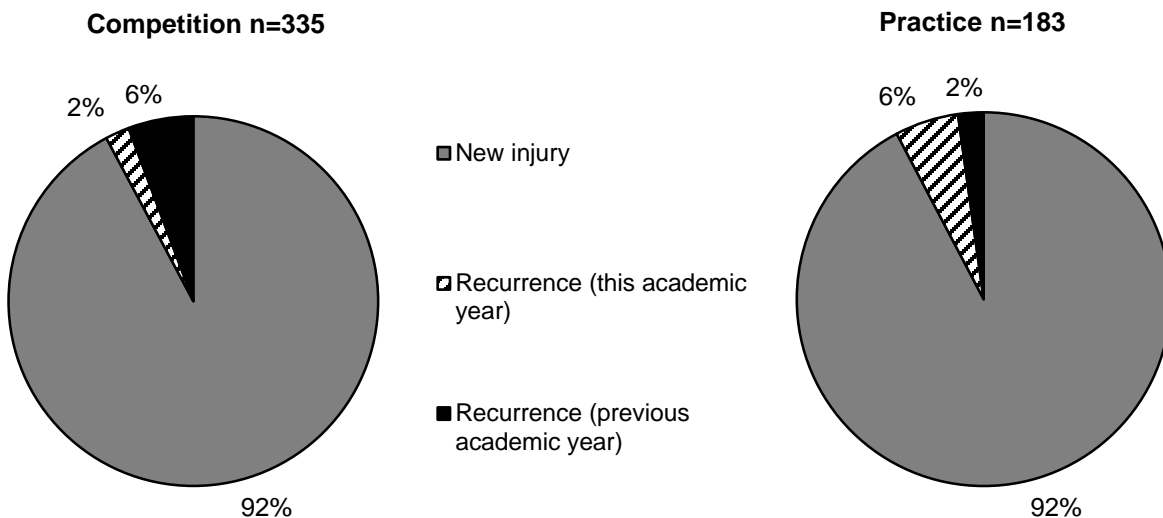 Competition n=335
Practice n=183
2%
6%
6%
2%
New injury
Recurrence (this academic
year)
Recurrence (previous
academic year)
92%
92%